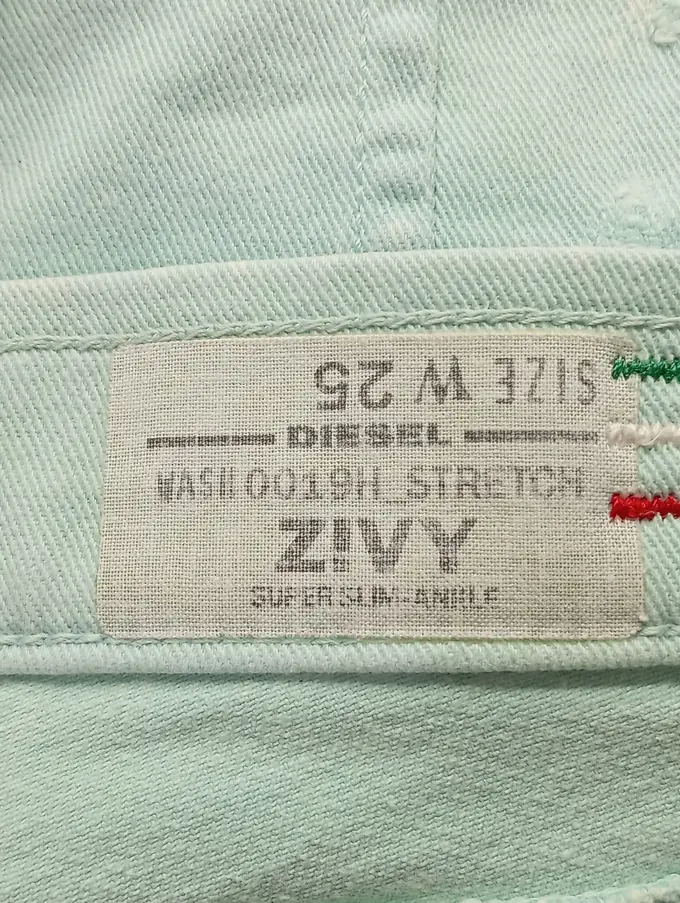 SIZE W 25
DIESEL
WASH 0019H_STRETCH
ZIVY
SUPER SLIM-ANKLE